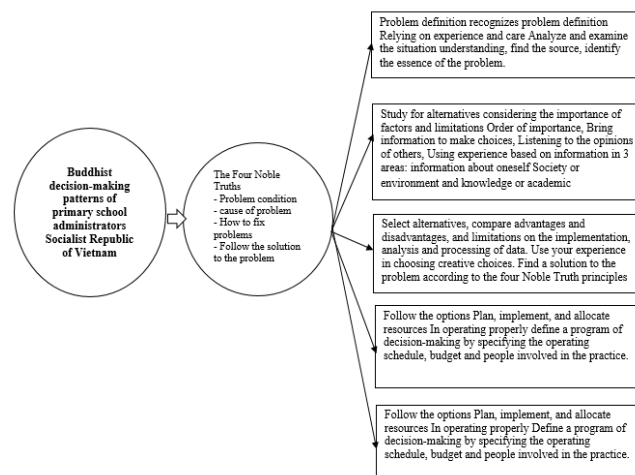 Buddhist
decision-making
patterns of
primary school
administrators
Socialist Republic
of Vietnam
The Four Noble
Truths
- Problem condition
- cause of problem
- How to fix
problems
- Follow the solution
to the problem
Problem definition recognizes problem definition
Relying on experience and care Analyze and examine
the situation understanding, find the source, identify
the essence of the problem.
Study for alternatives considering the importance of
factors and limitations Order of importance, Bring
information to make choices, Listening to the opinions
of others, Using experience based on information in 3
areas: information about oneself Society or
environment and knowledge or academic
Select alternatives, compare advantages and
disadvantages, and limitations on the implementation,
analysis and processing of data. Use your experience
in choosing creative choices. Find a solution to the
problem according to the four Noble Truth principles
Follow the options Plan, implement, and allocate
resources In operating properly define a program of
decision-making by specifying the operating
schedule, budget and people involved in the practice.
Follow the options Plan, implement, and allocate
resources In operating properly Define a program of
decision-making by specifying the operating
schedule, budget and people involved in the practice.